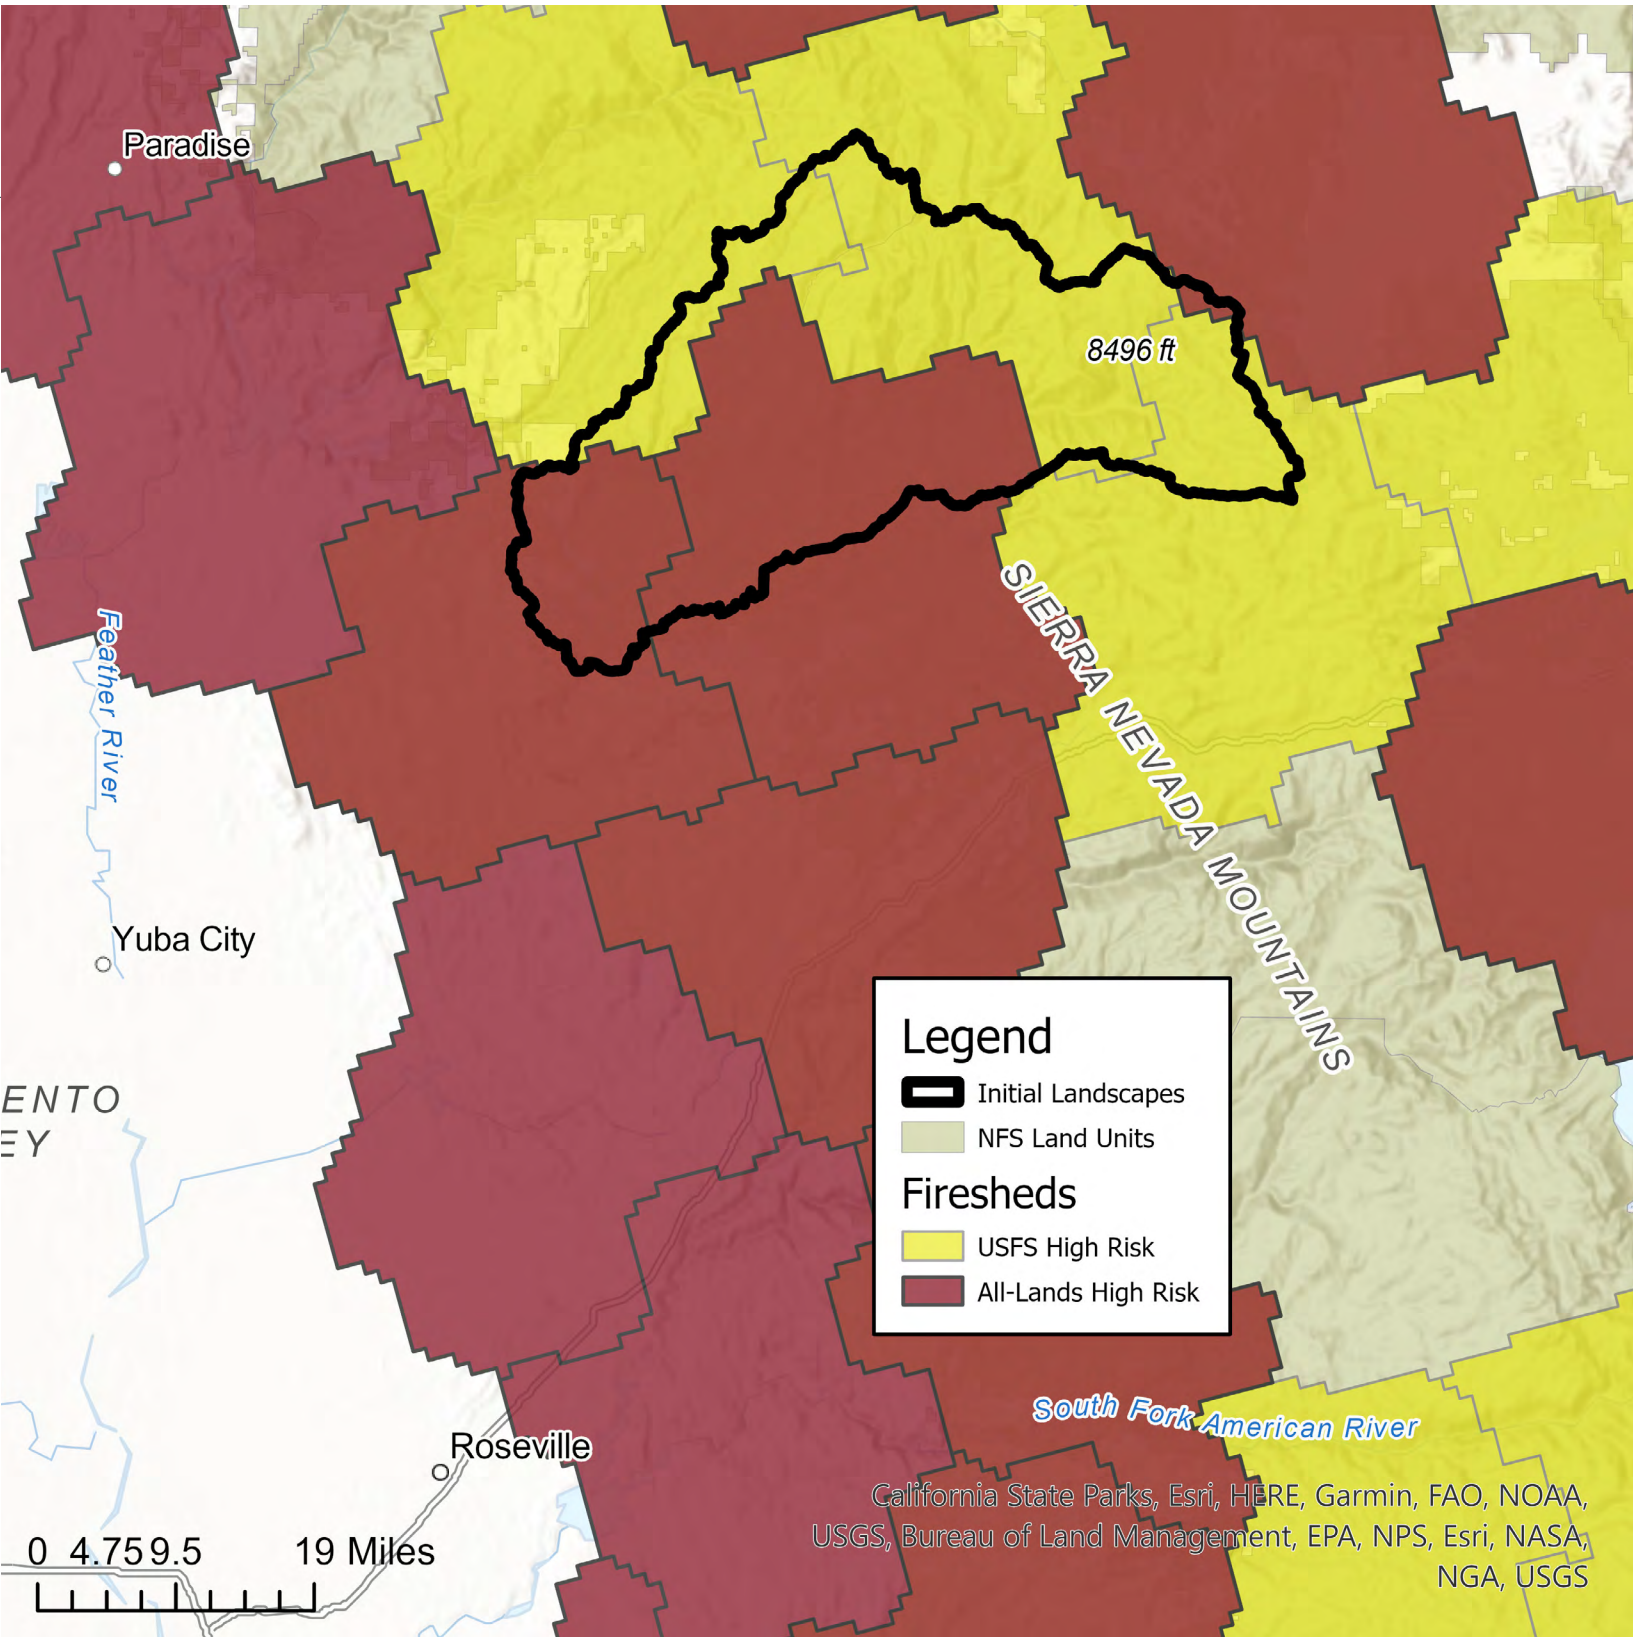 Paradise
8496 ft
SIERRA NEVADA MOUNTAINS
Feather River
Yuba City
ENTO
EY
Legend
Initial Landscapes
NFS Land Units
Firesheds
USFS High Risk
All-Lands High Risk
South Fork American River
Roseville
California State Parks, Esri, HERE, Garmin, FAO, NOAA,
USGS, Bureau of Land Management, EPA, NPS, Esri, NASA,
NGA, USGS
0 4.75 9.5 19 Miles